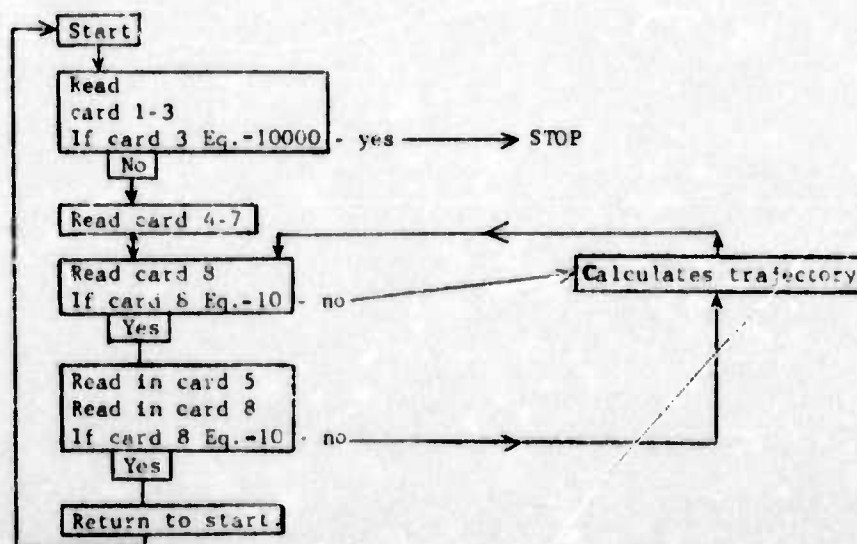 Start
Read
card 1-3
If card 3 Eq.-10000 - yes STOP
No
Read card 4-7
Read card 8
If card 8 Eq.-10 - no
Calculates trajectory
Yes
Read in card 5
Read in card 8
If card 8 Eq.-10 - no
Yes
Return to start.